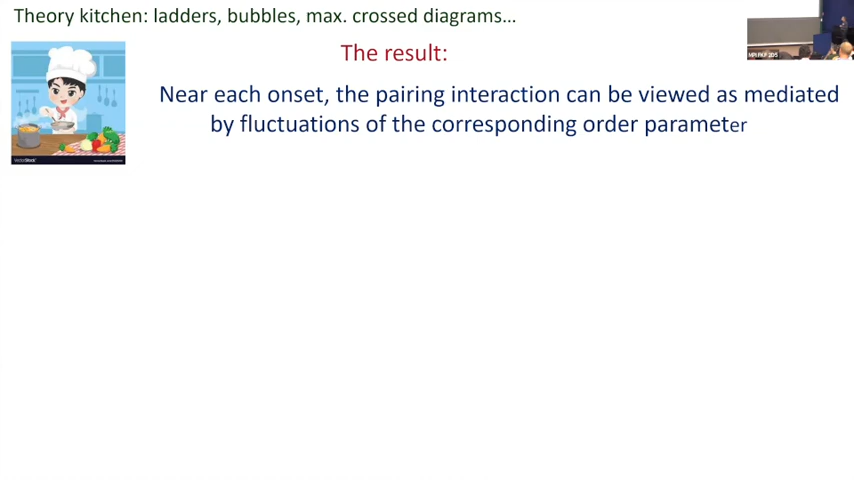 Theory kitchen: ladders, bubbles, max. crossed diagrams…
The result:
Near each onset, the pairing interaction can be viewed as mediated
by fluctuations of the corresponding order parameter
VectorStock